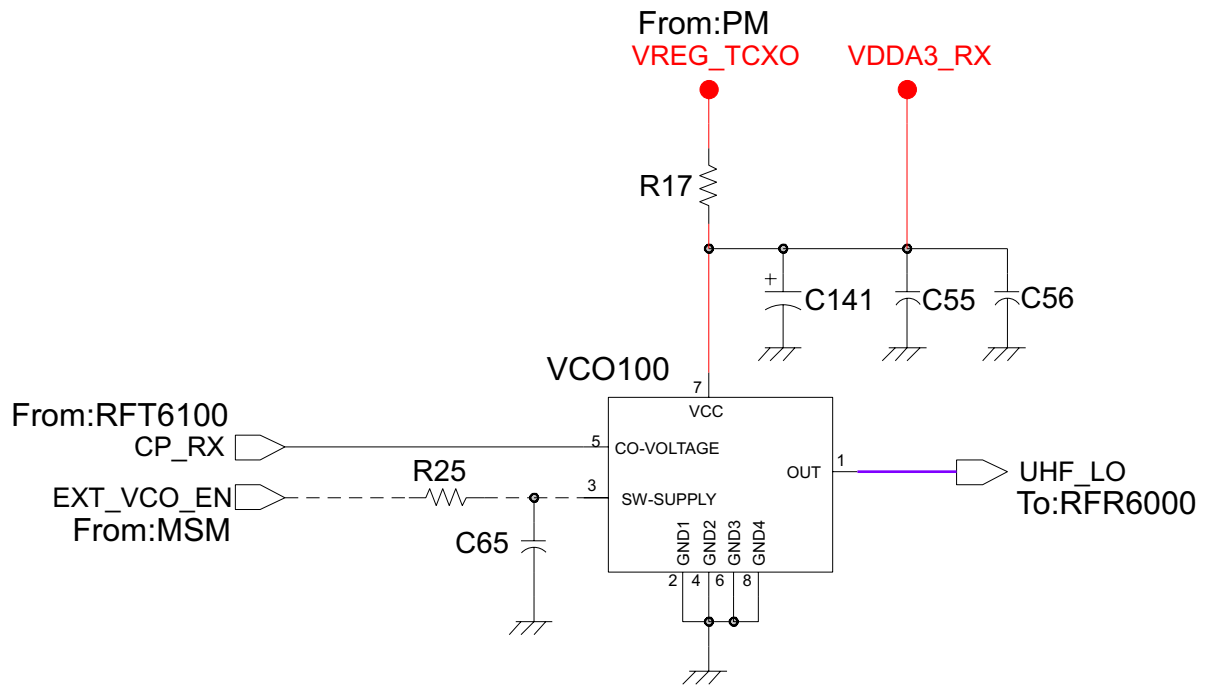 From:PM
VREG_TCXO
VDDA3_RX
R17
+
C141
C55
C56
VCO100
7
VCC
From:RFT6100
CP_RX
5
CO-VOLTAGE
R25
EXT_VCO_EN
3
SW-SUPPLY
From:MSM
C65
OUT
1
UHF_LO
To:RFR6000
GND1
GND2
GND3
GND4
2
4
6
8